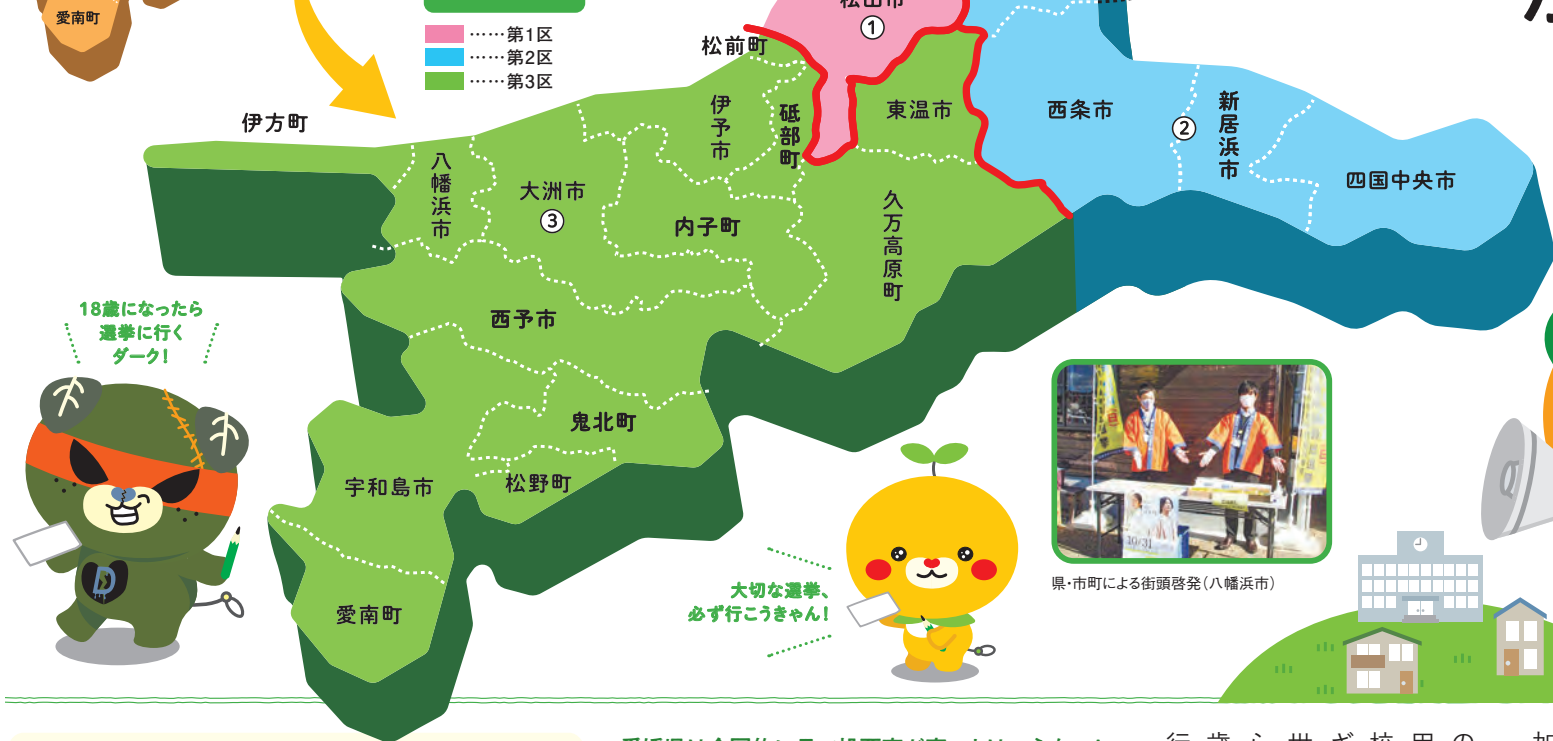 愛南町
……第1区
……第2区
……第3区
松山市
①
松前町
伊予市
砥部町
東温市
西条市
②
新居浜市
四国中央市
伊方町
八幡浜市
大洲市
③
内子町
久万高原町
西予市
鬼北町
松野町
宇和島市
愛南町
18歳になったら
選挙に行く
ダーク!
D
大切な選挙、
必ず行こうきゃん!
10/31
県・市町による街頭啓発(八幡浜市)